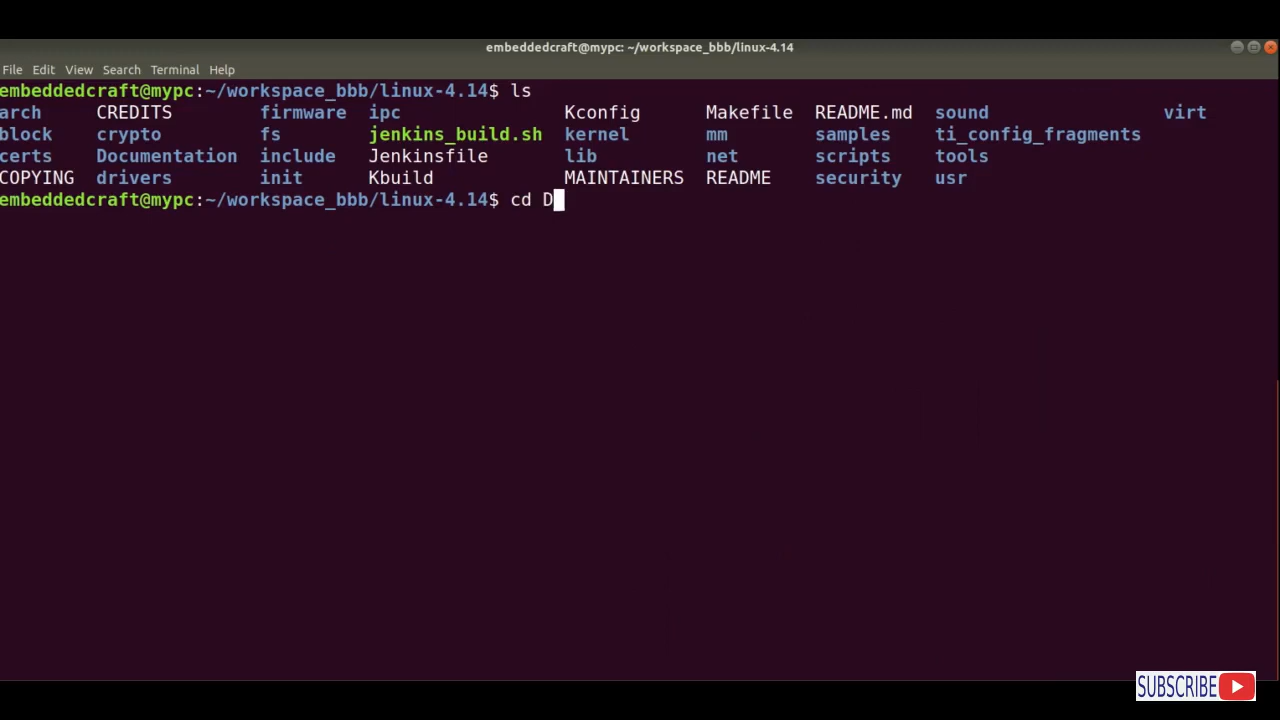 embeddedcraft@mypc: ~/workspace_bbb/linux-4.14
File Edit View Search Terminal Help
embeddedcraft@mypc:~/workspace_bbb/linux-4.14$ ls
arch CREDITS firmware ipc Kconfig Makefile README.md sound virt
block crypto fs jenkins_build.sh kernel mm samples ti_config_fragments
certs Documentation include Jenkinsfile lib net scripts tools
COPYING drivers init Kbuild MAINTAINERS README security usr
embeddedcraft@mypc:~/workspace_bbb/linux-4.14$ cd D
SUBSCRIBE